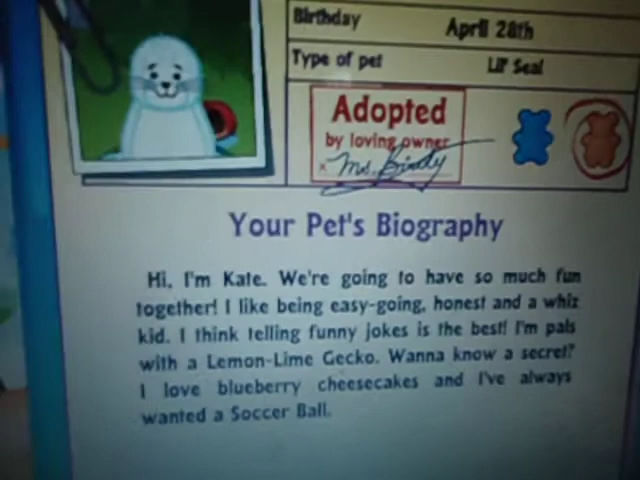 Birthday April 28th
Type of pet Lil' Seal
Adopted
by loving owner
x Ms. Birdy
Your Pet's Biography
Hi, I'm Kate. We're going to have so much fun
together! I like being easy-going, honest and a whiz
kid. I think telling funny jokes is the best! I'm pals
with a Lemon-Lime Gecko. Wanna know a secret?
I love blueberry cheesecakes and I've always
wanted a Soccer Ball.